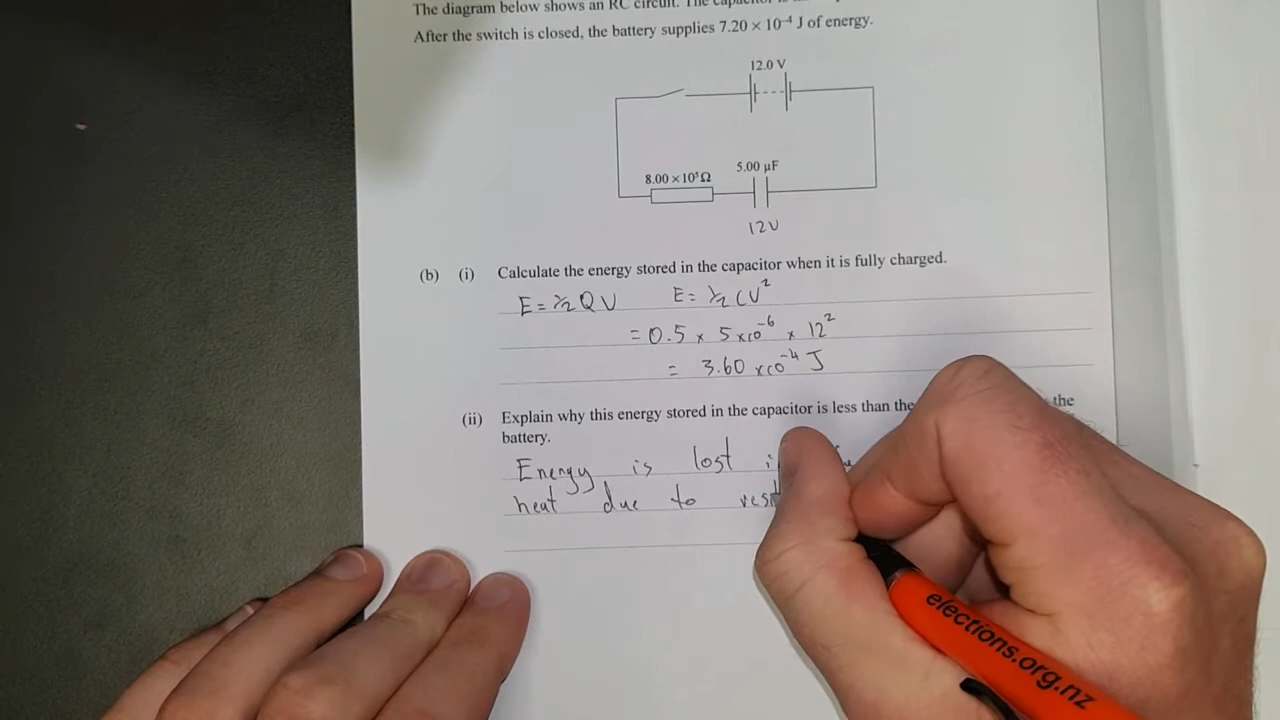 The diagram below shows an RC circuit. The
After the switch is closed, the battery supplies 7.20 × 10⁻⁴ J of energy.
12.0 V
5.00 µF
8.00 × 10⁵ Ω
12V
(b) (i) Calculate the energy stored in the capacitor when it is fully charged.
E = ½QV E = ½CV²
= 0.5 × 5×10⁻⁶ × 12²
= 3.60 ×10⁻⁴ J
(ii) Explain why this energy stored in the capacitor is less than the the
battery.
Energy is lost
heat due to
elections.org.nz